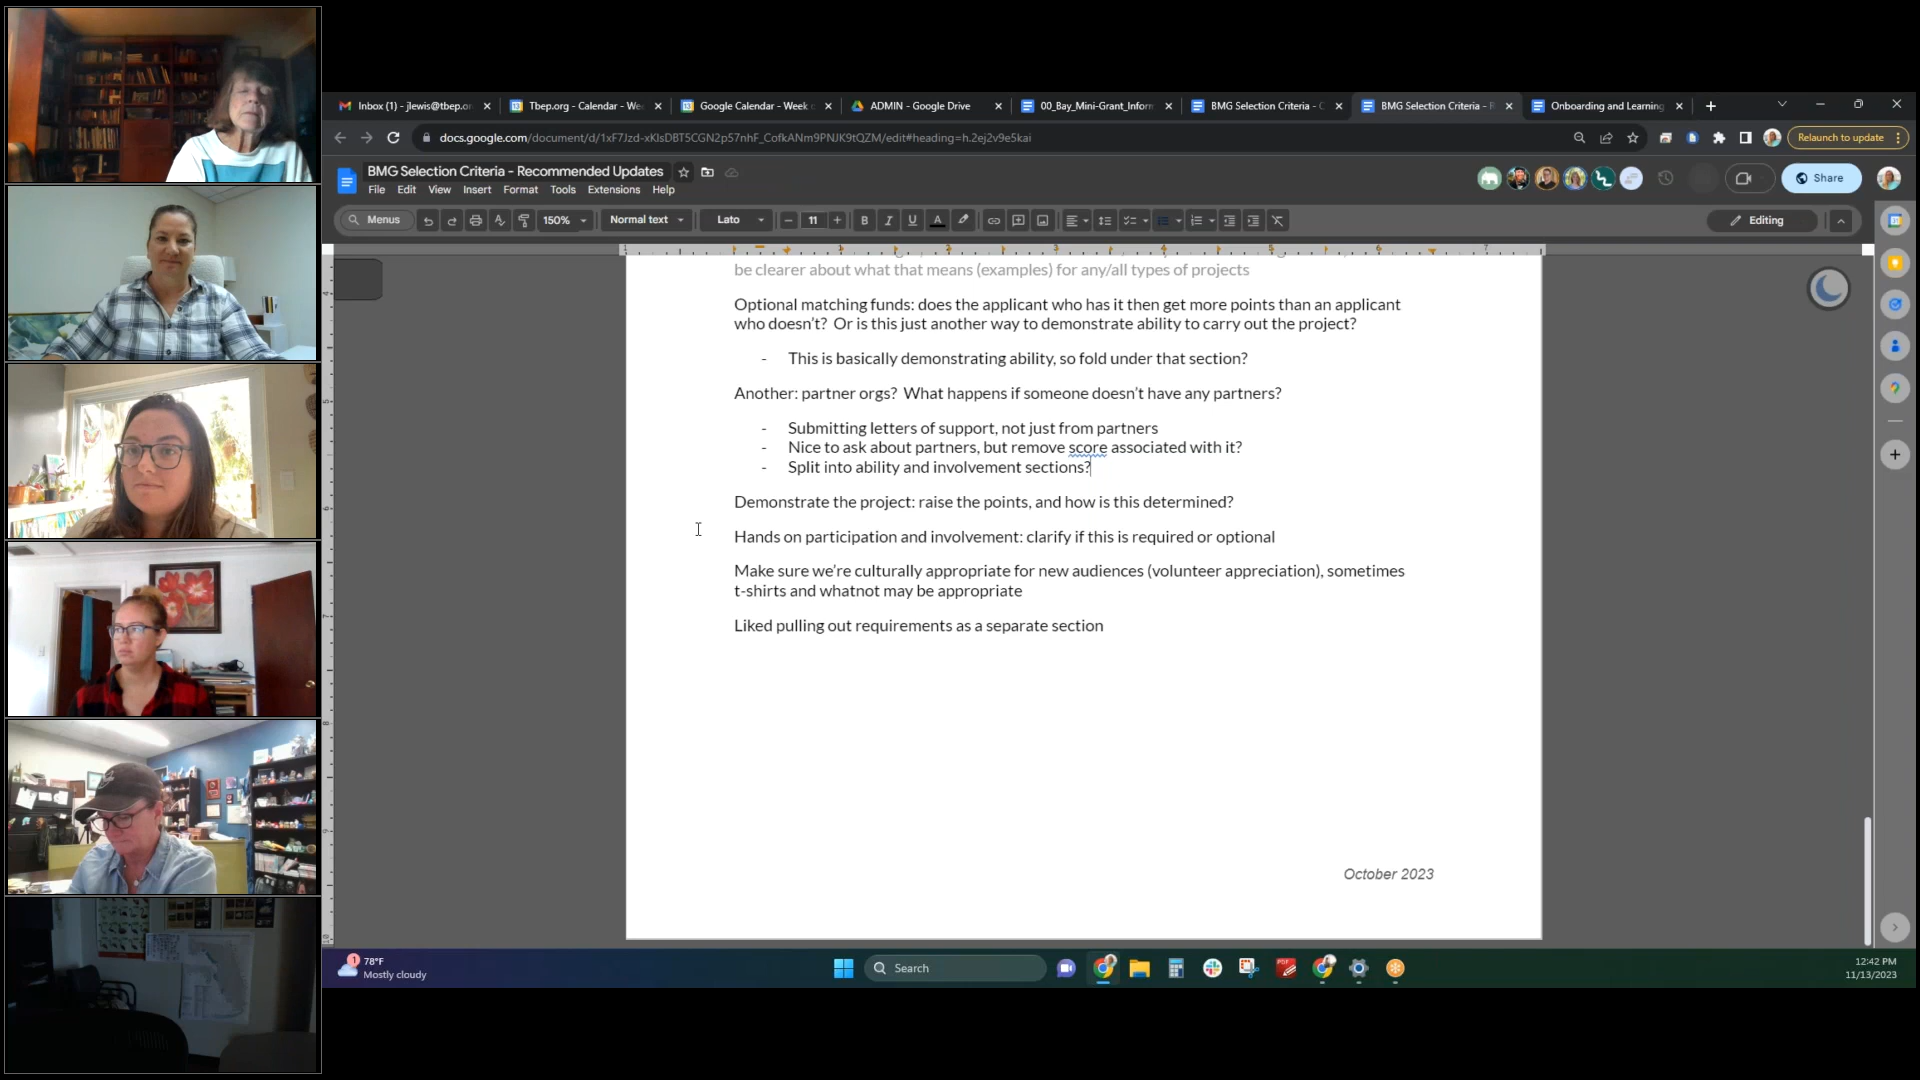 Inbox (1) - jlewis@tbep.or
Tbep.org - Calendar - We
Google Calendar - Week
ADMIN - Google Drive
00_Bay_Mini-Grant_Inform
BMG Selection Criteria - C
BMG Selection Criteria - R
Onboarding and Learning
docs.google.com/document/d/1xF7Jzd-xKlsDBT5CGN2p57nhF_CofkANm9PNJK9tQZM/edit#heading=h.2ej2v9e5kai
Relaunch to update
BMG Selection Criteria - Recommended Updates
File Edit View Insert Format Tools Extensions Help
Share
Menus
150%
Normal text
Lato
11
B I U A
Editing
1 1 2 3 4 5 6 7
be clearer about what that means (examples) for any/all types of projects
Optional matching funds: does the applicant who has it then get more points than an applicant
who doesn't? Or is this just another way to demonstrate ability to carry out the project?
- This is basically demonstrating ability, so fold under that section?
Another: partner orgs? What happens if someone doesn't have any partners?
- Submitting letters of support, not just from partners
- Nice to ask about partners, but remove score associated with it?
- Split into ability and involvement sections?
Demonstrate the project: raise the points, and how is this determined?
Hands on participation and involvement: clarify if this is required or optional
Make sure we're culturally appropriate for new audiences (volunteer appreciation), sometimes
t-shirts and whatnot may be appropriate
Liked pulling out requirements as a separate section
October 2023
1
78°F
Mostly cloudy
Search
PDF
12:42 PM
11/13/2023